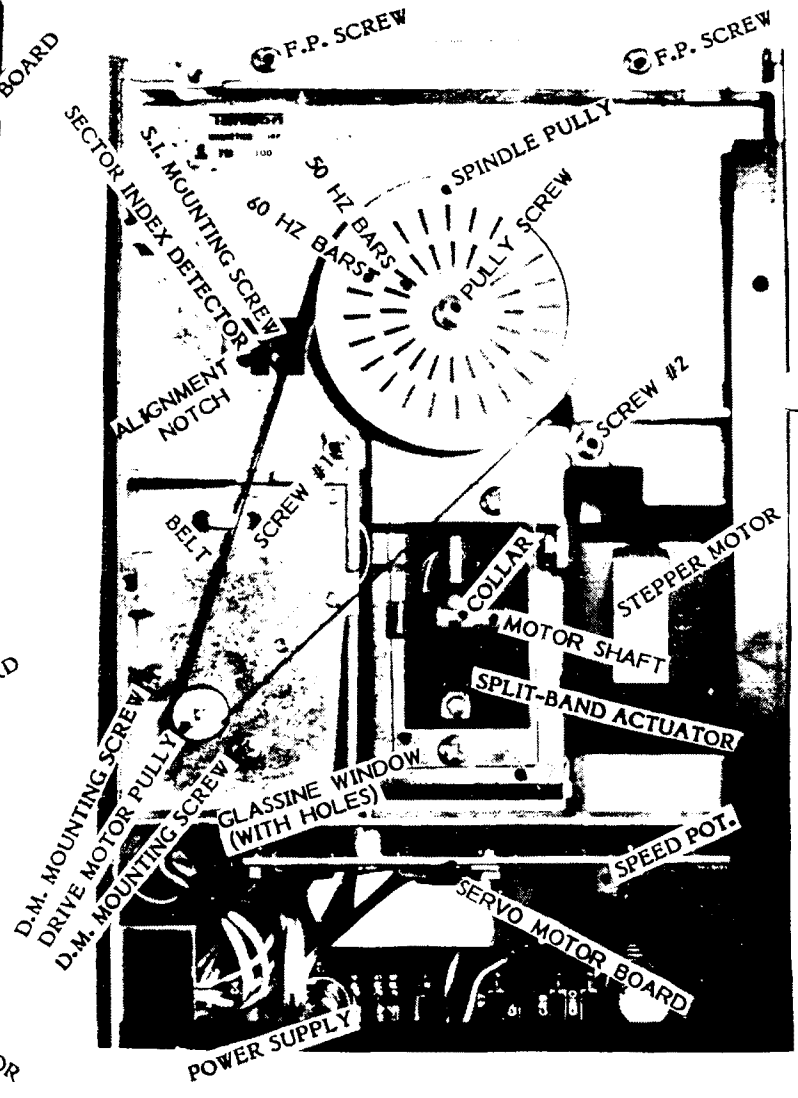 BOARD
F.P. SCREW
F.P. SCREW
SECTOR INDEX DETECTOR
S.I. MOUNTING SCREW
50 HZ BARS
60 HZ BARS
SPINDLE PULLY
PULLY SCREW
ALIGNMENT
NOTCH
SCREW #2
SCREW #1
BELT
COLLAR
STEPPER MOTOR
MOTOR SHAFT
SPLIT-BAND ACTUATOR
D.M. MOUNTING SCREW
DRIVE MOTOR PULLY
D.M. MOUNTING SCREW
GLASSINE WINDOW
(WITH HOLES)
SPEED POT.
SERVO MOTOR BOARD
POWER SUPPLY